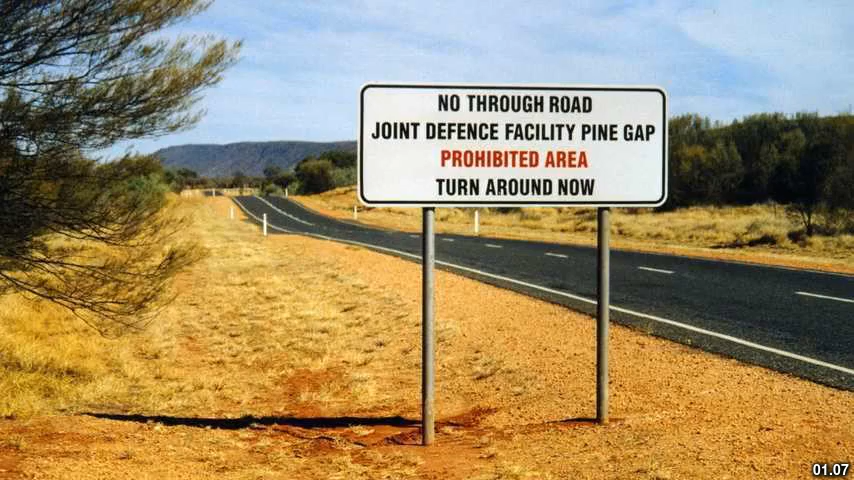 NO THROUGH ROAD
JOINT DEFENCE FACILITY PINE GAP
PROHIBITED AREA
TURN AROUND NOW
01.07